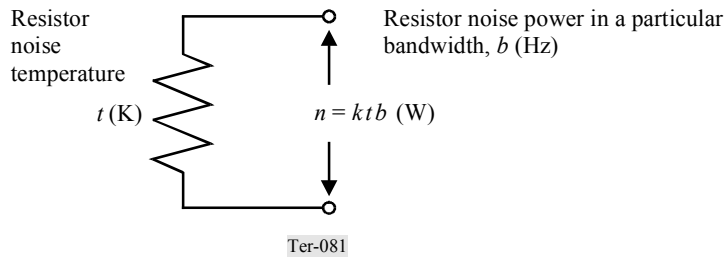 Resistor
noise
temperature
t (K)
Resistor noise power in a particular
bandwidth, b (Hz)
n = k t b (W)
Ter-081